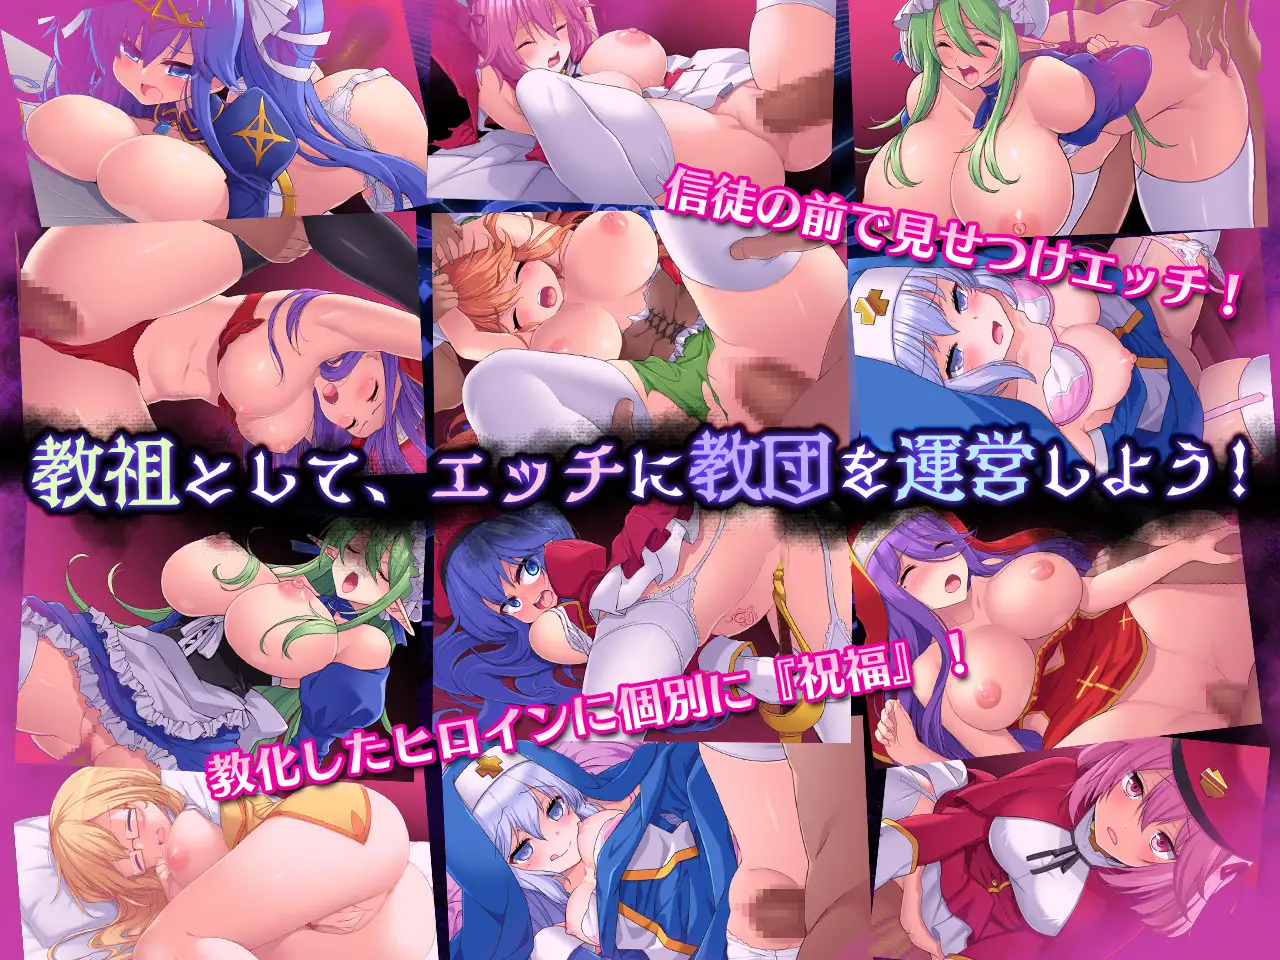 信徒の前で見せつけエッチ！
教祖として、エッチに教団を運営しよう！
教化したヒロインに個別に『祝福』！